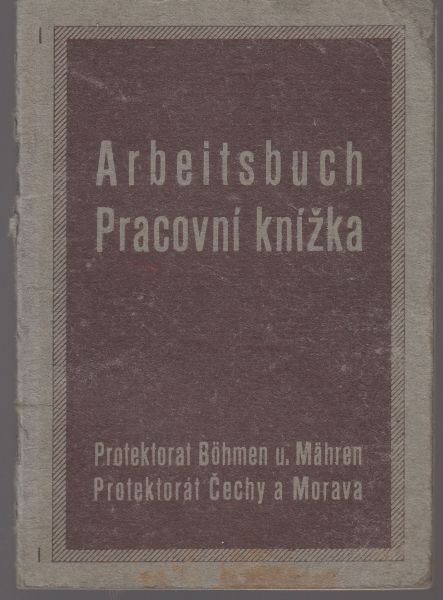 Arbeitsbuch
Pracovní knížka
Protektorat Böhmen u. Mähren
Protektorát Čechy a Morava